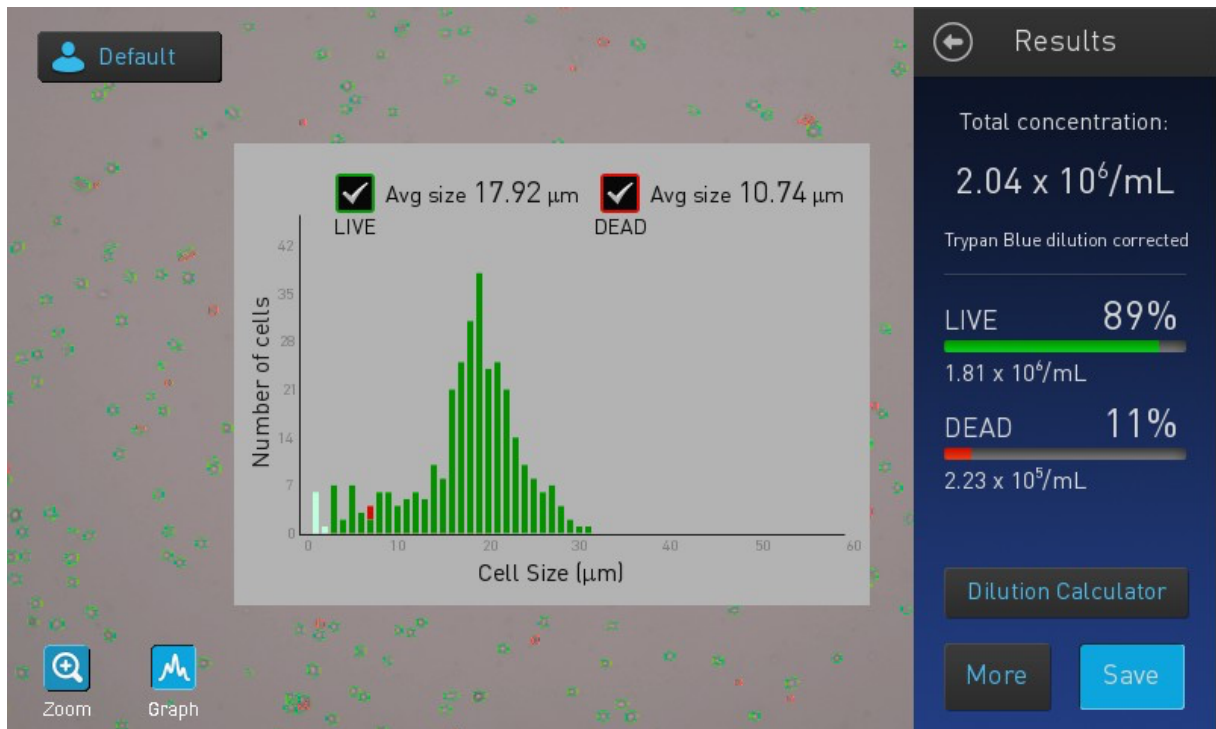 Default
Results
Total concentration:
2.04 x 10⁶/mL
Trypan Blue dilution corrected
LIVE 89%
1.81 x 10⁶/mL
DEAD 11%
2.23 x 10⁵/mL
Dilution Calculator
More
Save
Avg size 17.92 μm
LIVE
Avg size 10.74 μm
DEAD
Number of cells
42
35
28
21
14
7
0
0 10 20 30 40 50 60
Cell Size (μm)
Zoom
Graph